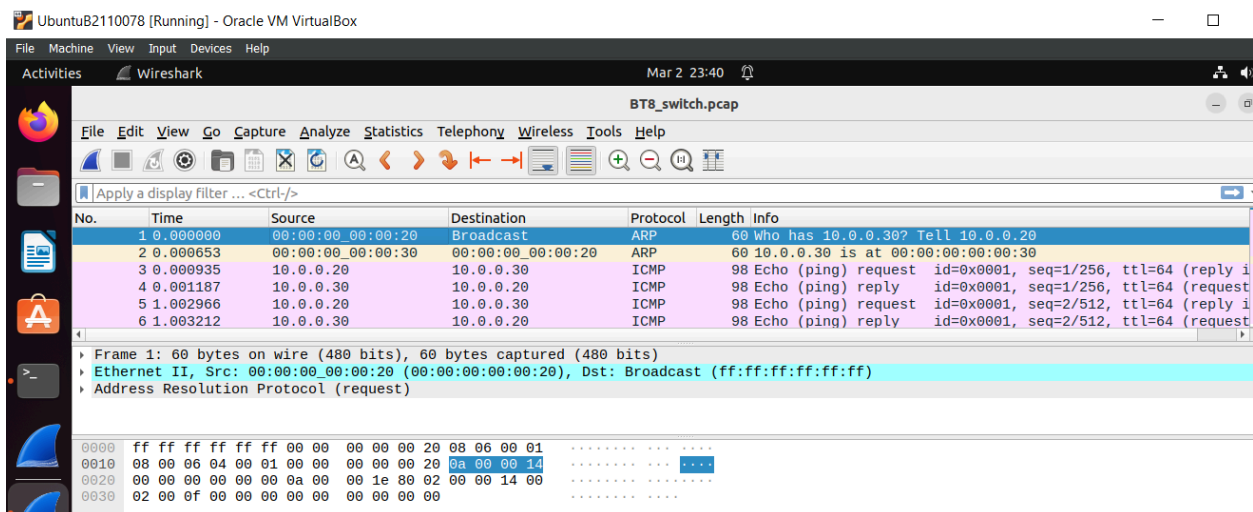 UbuntuB2110078 [Running] - Oracle VM VirtualBox
File Machine View Input Devices Help
Activities Wireshark Mar 2 23:40
BT8_switch.pcap
File Edit View Go Capture Analyze Statistics Telephony Wireless Tools Help
Apply a display filter ... <Ctrl-/>
No. Time Source Destination Protocol Length Info
1 0.000000 00:00:00_00:00:20 Broadcast ARP 60 Who has 10.0.0.30? Tell 10.0.0.20
2 0.000653 00:00:00_00:00:30 00:00:00_00:00:20 ARP 60 10.0.0.30 is at 00:00:00:00:00:30
3 0.000935 10.0.0.20 10.0.0.30 ICMP 98 Echo (ping) request id=0x0001, seq=1/256, ttl=64 (reply i
4 0.001187 10.0.0.30 10.0.0.20 ICMP 98 Echo (ping) reply id=0x0001, seq=1/256, ttl=64 (request
5 1.002966 10.0.0.20 10.0.0.30 ICMP 98 Echo (ping) request id=0x0001, seq=2/512, ttl=64 (reply i
6 1.003212 10.0.0.30 10.0.0.20 ICMP 98 Echo (ping) reply id=0x0001, seq=2/512, ttl=64 (request
Frame 1: 60 bytes on wire (480 bits), 60 bytes captured (480 bits)
Ethernet II, Src: 00:00:00_00:00:20 (00:00:00:00:00:20), Dst: Broadcast (ff:ff:ff:ff:ff:ff)
Address Resolution Protocol (request)
0000 ff ff ff ff ff ff 00 00 00 00 00 20 08 06 00 01 ········ ··· ····
0010 08 00 06 04 00 01 00 00 00 00 00 20 0a 00 00 14 ········ ··· ····
0020 00 00 00 00 00 00 0a 00 00 1e 80 02 00 00 14 00 ········ ········
0030 02 00 0f 00 00 00 00 00 00 00 00 00 ········ ····